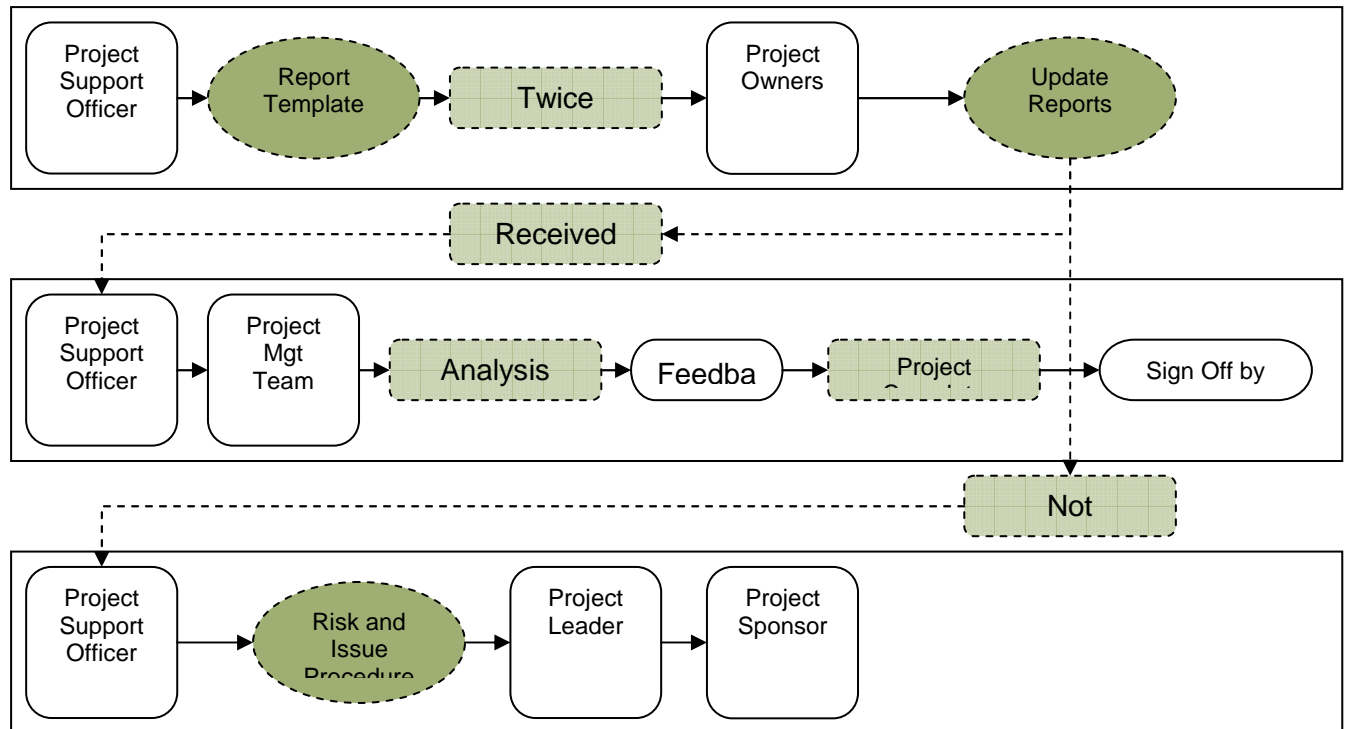 Project
Support
Officer
Report
Template
Twice
Project
Owners
Update
Reports
Received
Project
Support
Officer
Project
Mgt
Team
Analysis
Feedba
Project
Sign Off by
Not
Project
Support
Officer
Risk and
Issue
Procedure
Project
Leader
Project
Sponsor